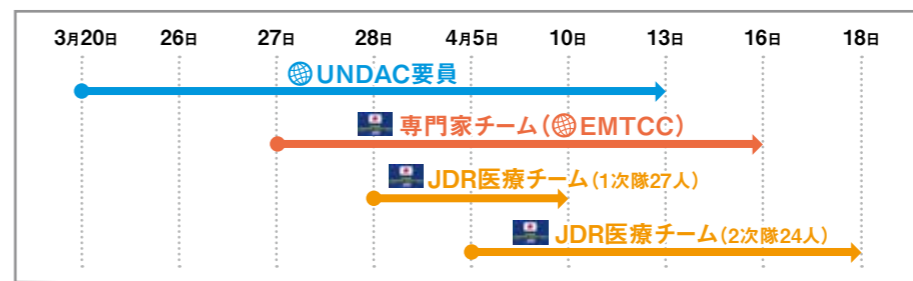 3月20日 26日 27日 28日 4月5日 10日 13日 16日 18日
UNDAC要員
専門家チーム(EMTCC)
JDR医療チーム(1次隊27人)
JDR医療チーム(2次隊24人)